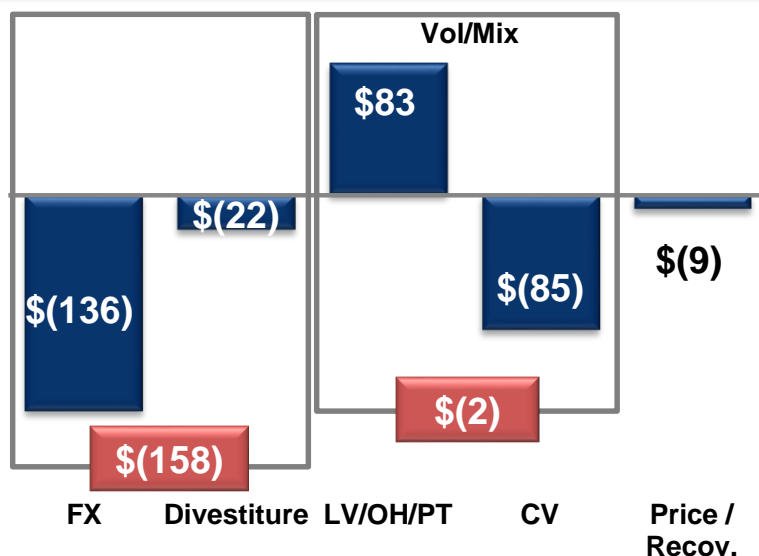 Vol/Mix
$83
$(22)
$(9)
$(85)
$(136)
$(2)
$(158)
FX Divestiture LV/OH/PT CV Price /
Recov.